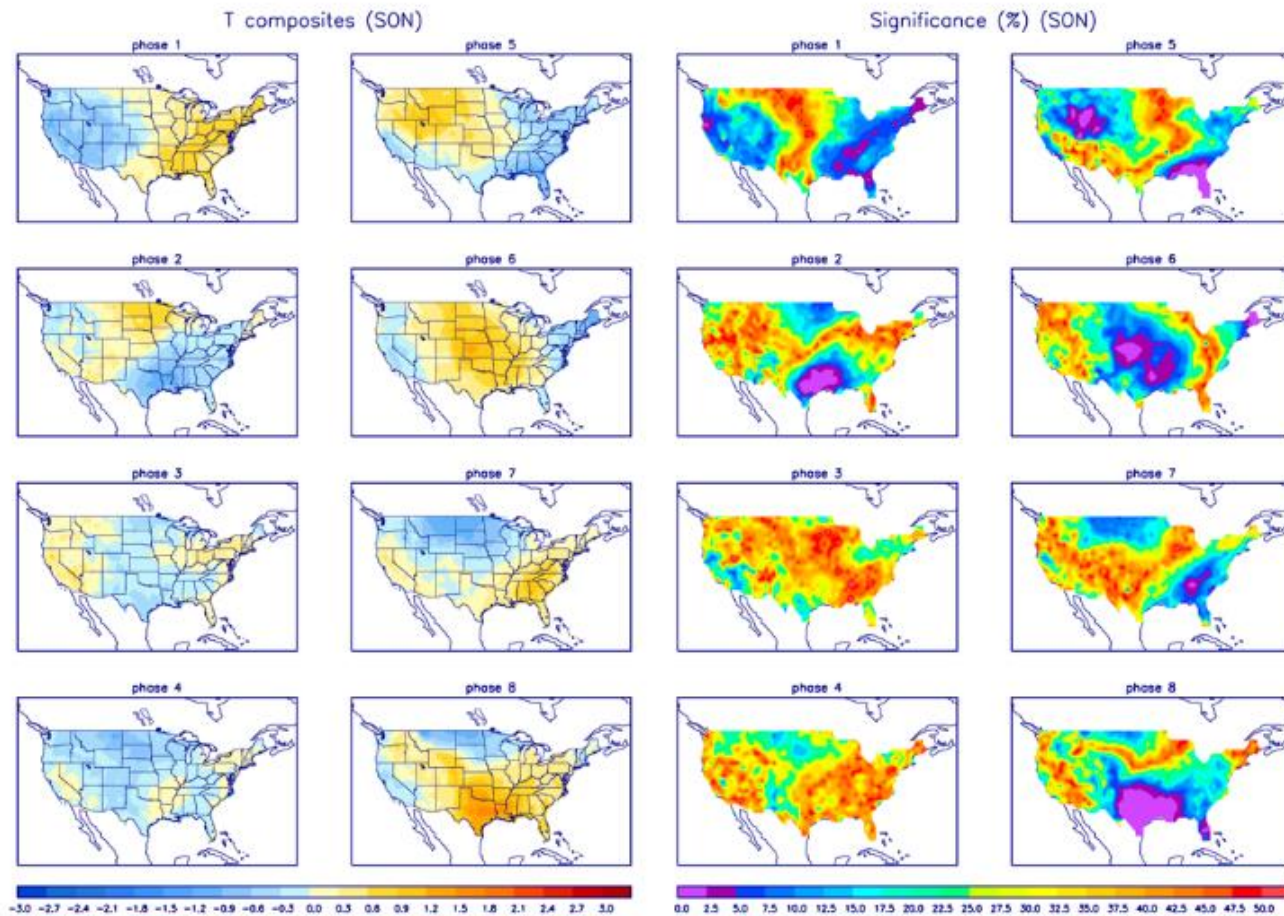 T composites (SON)
Significance (%) (SON)
phase 1
phase 5
phase 1
phase 5
phase 2
phase 6
phase 2
phase 6
phase 3
phase 7
phase 3
phase 7
phase 4
phase 8
phase 4
phase 8
-3.0 -2.7 -2.4 -2.1 -1.8 -1.5 -1.2 -0.9 -0.6 -0.3 0.0 0.3 0.6 0.9 1.2 1.5 1.8 2.1 2.4 2.7 3.0
0.0 2.5 5.0 7.5 10.0 12.5 15.0 17.5 20.0 22.5 25.0 27.5 30.0 32.5 35.0 37.5 40.0 42.5 45.0 47.5 50.0